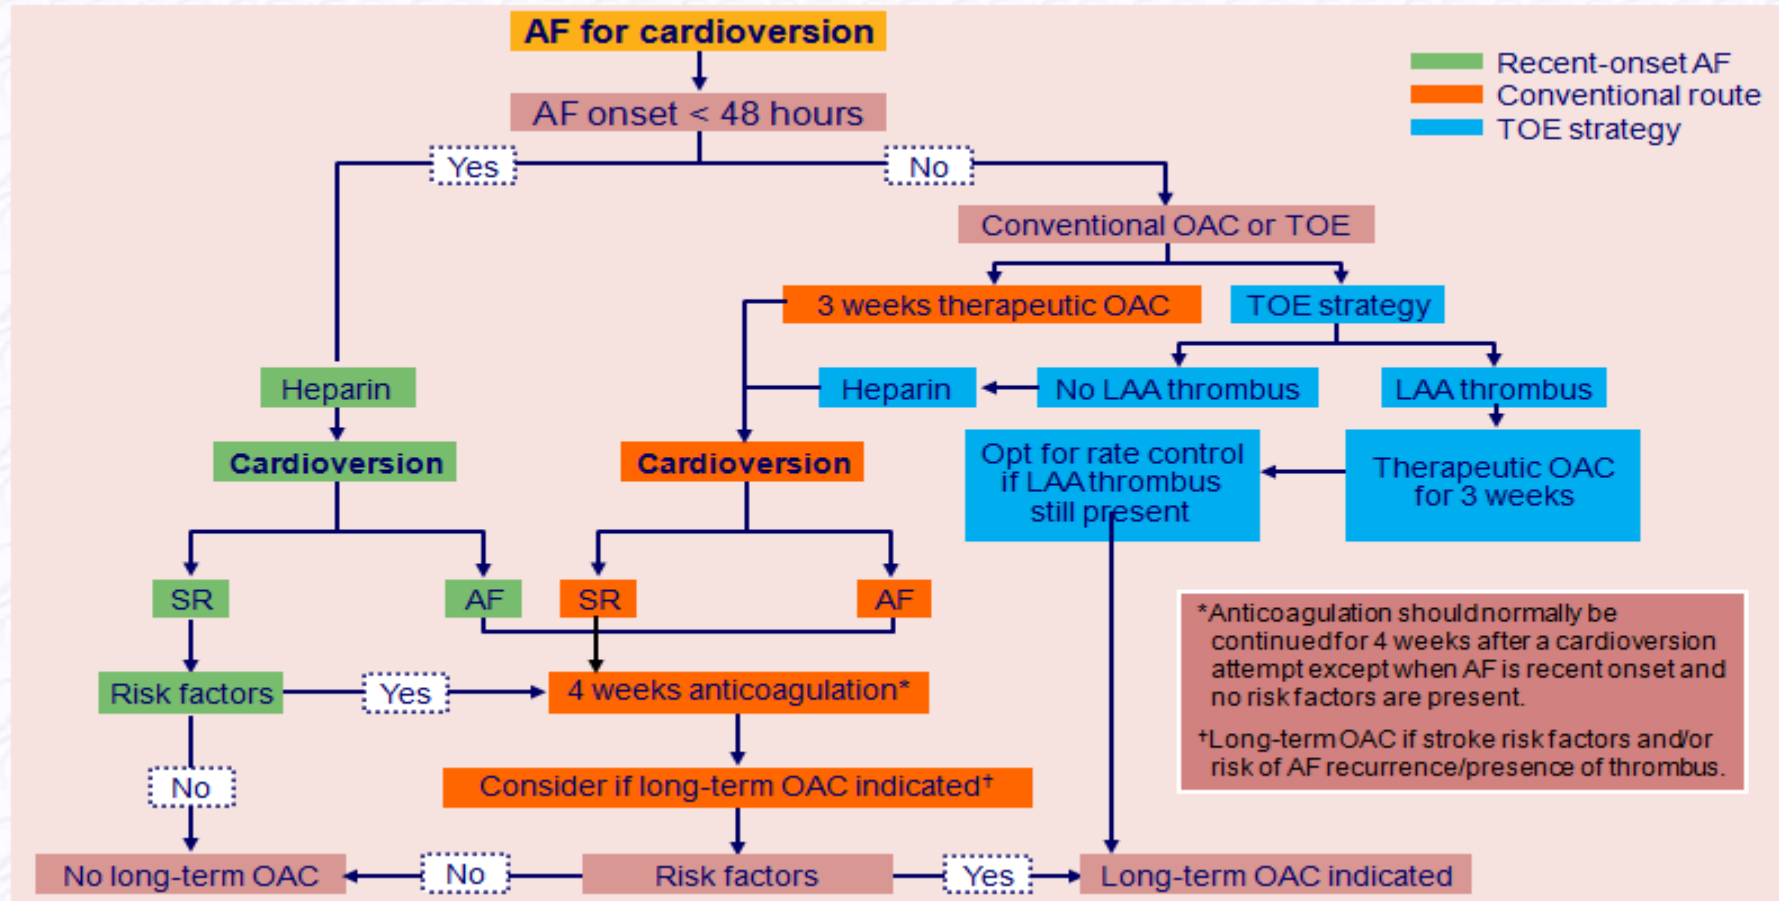 AF for cardioversion
Recent-onset AF
Conventional route
TOE strategy
AF onset < 48 hours
Yes
No
Conventional OAC or TOE
3 weeks therapeutic OAC
TOE strategy
Heparin
Heparin
No LAA thrombus
LAA thrombus
Cardioversion
Cardioversion
Opt for rate control
if LAA thrombus
still present
Therapeutic OAC
for 3 weeks
SR
AF
SR
AF
*Anticoagulation should normally be
continued for 4 weeks after a cardioversion
attempt except when AF is recent onset and
no risk factors are present.
†Long-term OAC if stroke risk factors and/or
risk of AF recurrence/presence of thrombus.
Risk factors
Yes
4 weeks anticoagulation*
No
Consider if long-term OAC indicated†
No long-term OAC
No
Risk factors
Yes
Long-term OAC indicated